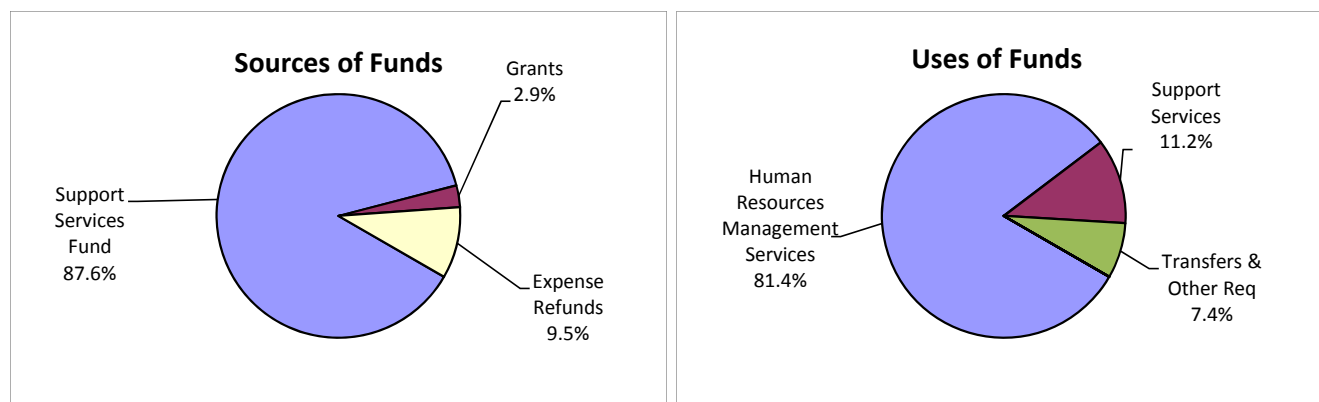 Sources of Funds
Grants
2.9%
Support
Services
Fund
87.6%
Expense
Refunds
9.5%
Uses of Funds
Support
Services
11.2%
Human
Resources
Management
Services
81.4%
Transfers &
Other Req
7.4%